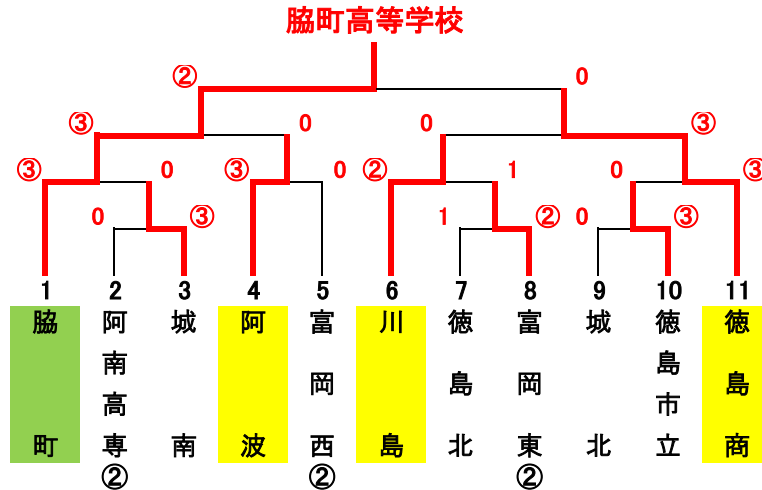 脇町高等学校
② 0
③ 0 0 ③
③ 0 ③ 0 ② 1 0 ③
0 ③ 1 ② 0 ③
1 2 3 4 5 6 7 8 9 10 11
脇町
阿南高専②
城南
阿波
富岡西②
川島
徳島北
富岡東②
城北
徳島市立
徳島商